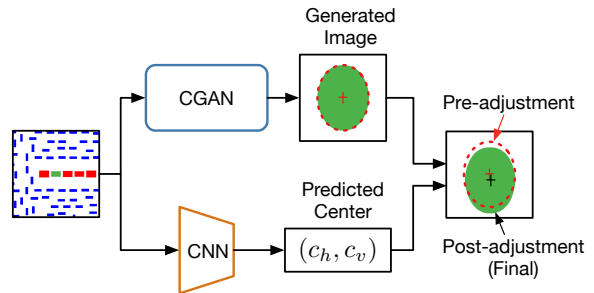 Generated
Image
CGAN
Pre-adjustment
Predicted
Center
CNN
(c_h, c_v)
Post-adjustment
(Final)